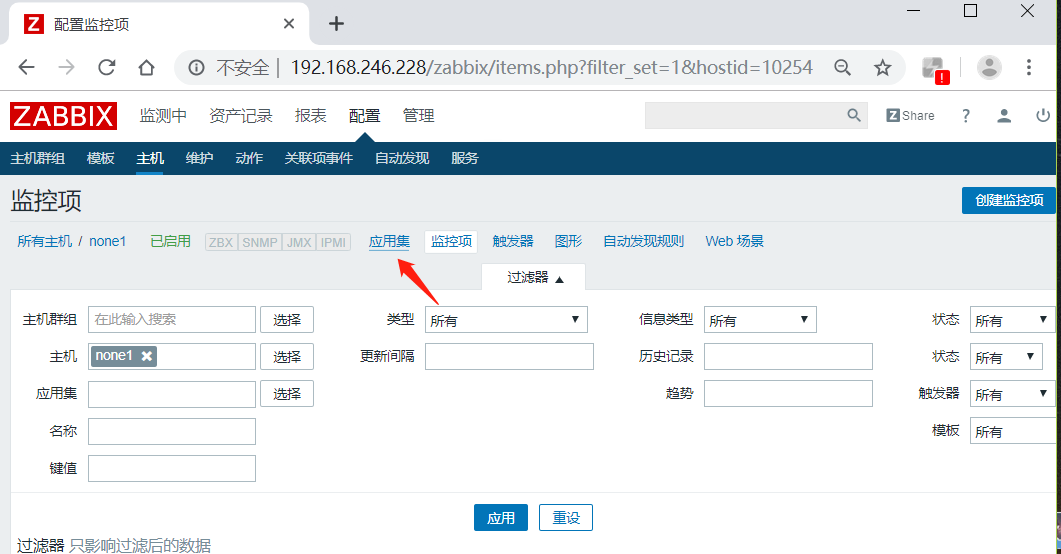 Z 配置监控项
不安全 | 192.168.246.228/zabbix/items.php?filter_set=1&hostid=10254
ZABBIX 监测中 资产记录 报表 配置 管理 Z Share ?
主机群组 模板 主机 维护 动作 关联项事件 自动发现 服务
监控项 创建监控项
所有主机 / none1 已启用 ZBX SNMP JMX IPMI 应用集 监控项 触发器 图形 自动发现规则 Web 场景
过滤器 ▲
主机群组 在此输入搜索 选择 类型 所有 信息类型 所有 状态 所有
主机 none1 选择 更新间隔 历史记录 状态 所有
应用集 选择 趋势 触发器 所有
名称 模板 所有
键值
应用 重设
过滤器 只影响过滤后的数据